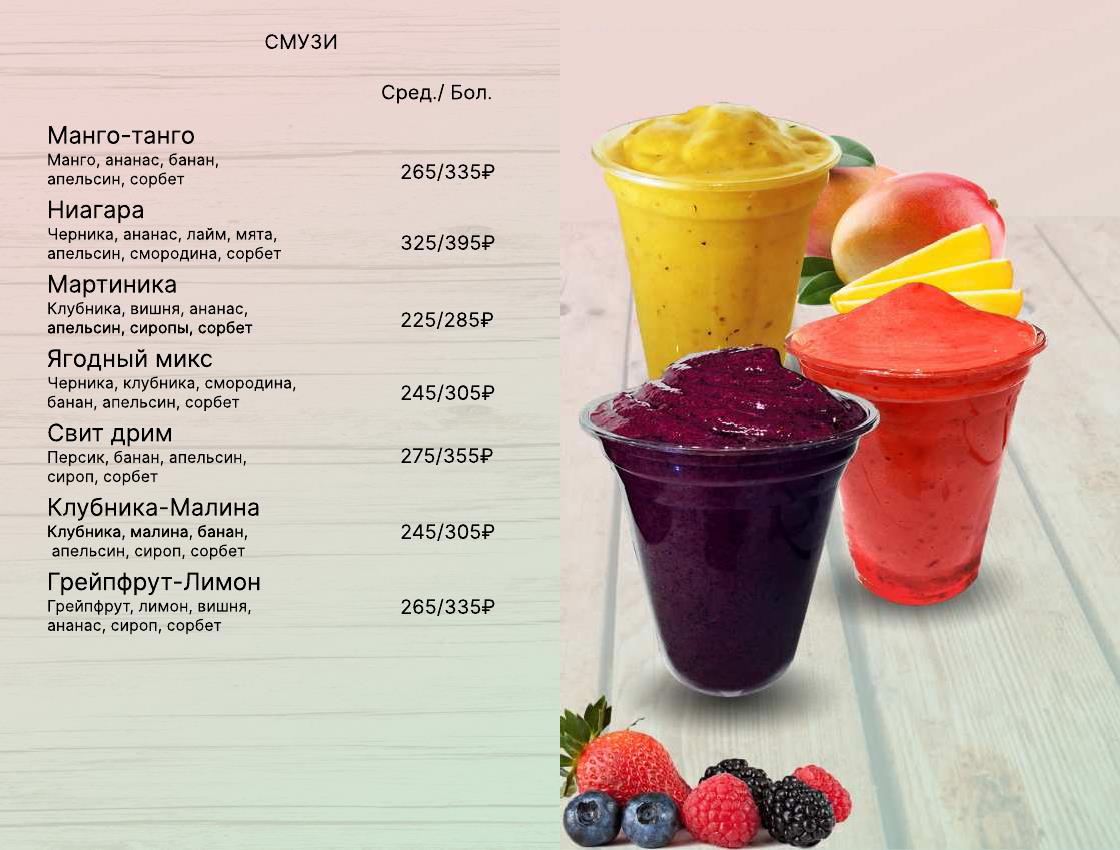 СМУЗИ
Сред./ Бол.
Манго-танго
Манго, ананас, банан,
апельсин, сорбет
265/335₽
Ниагара
Черника, ананас, лайм, мята,
апельсин, смородина, сорбет
325/395₽
Мартиника
Клубника, вишня, ананас,
апельсин, сиропы, сорбет
225/285₽
Ягодный микс
Черника, клубника, смородина,
банан, апельсин, сорбет
245/305₽
Свит дрим
Персик, банан, апельсин,
сироп, сорбет
275/355₽
Клубника-Малина
Клубника, малина, банан,
апельсин, сироп, сорбет
245/305₽
Грейпфрут-Лимон
Грейпфрут, лимон, вишня,
ананас, сироп, сорбет
265/335₽